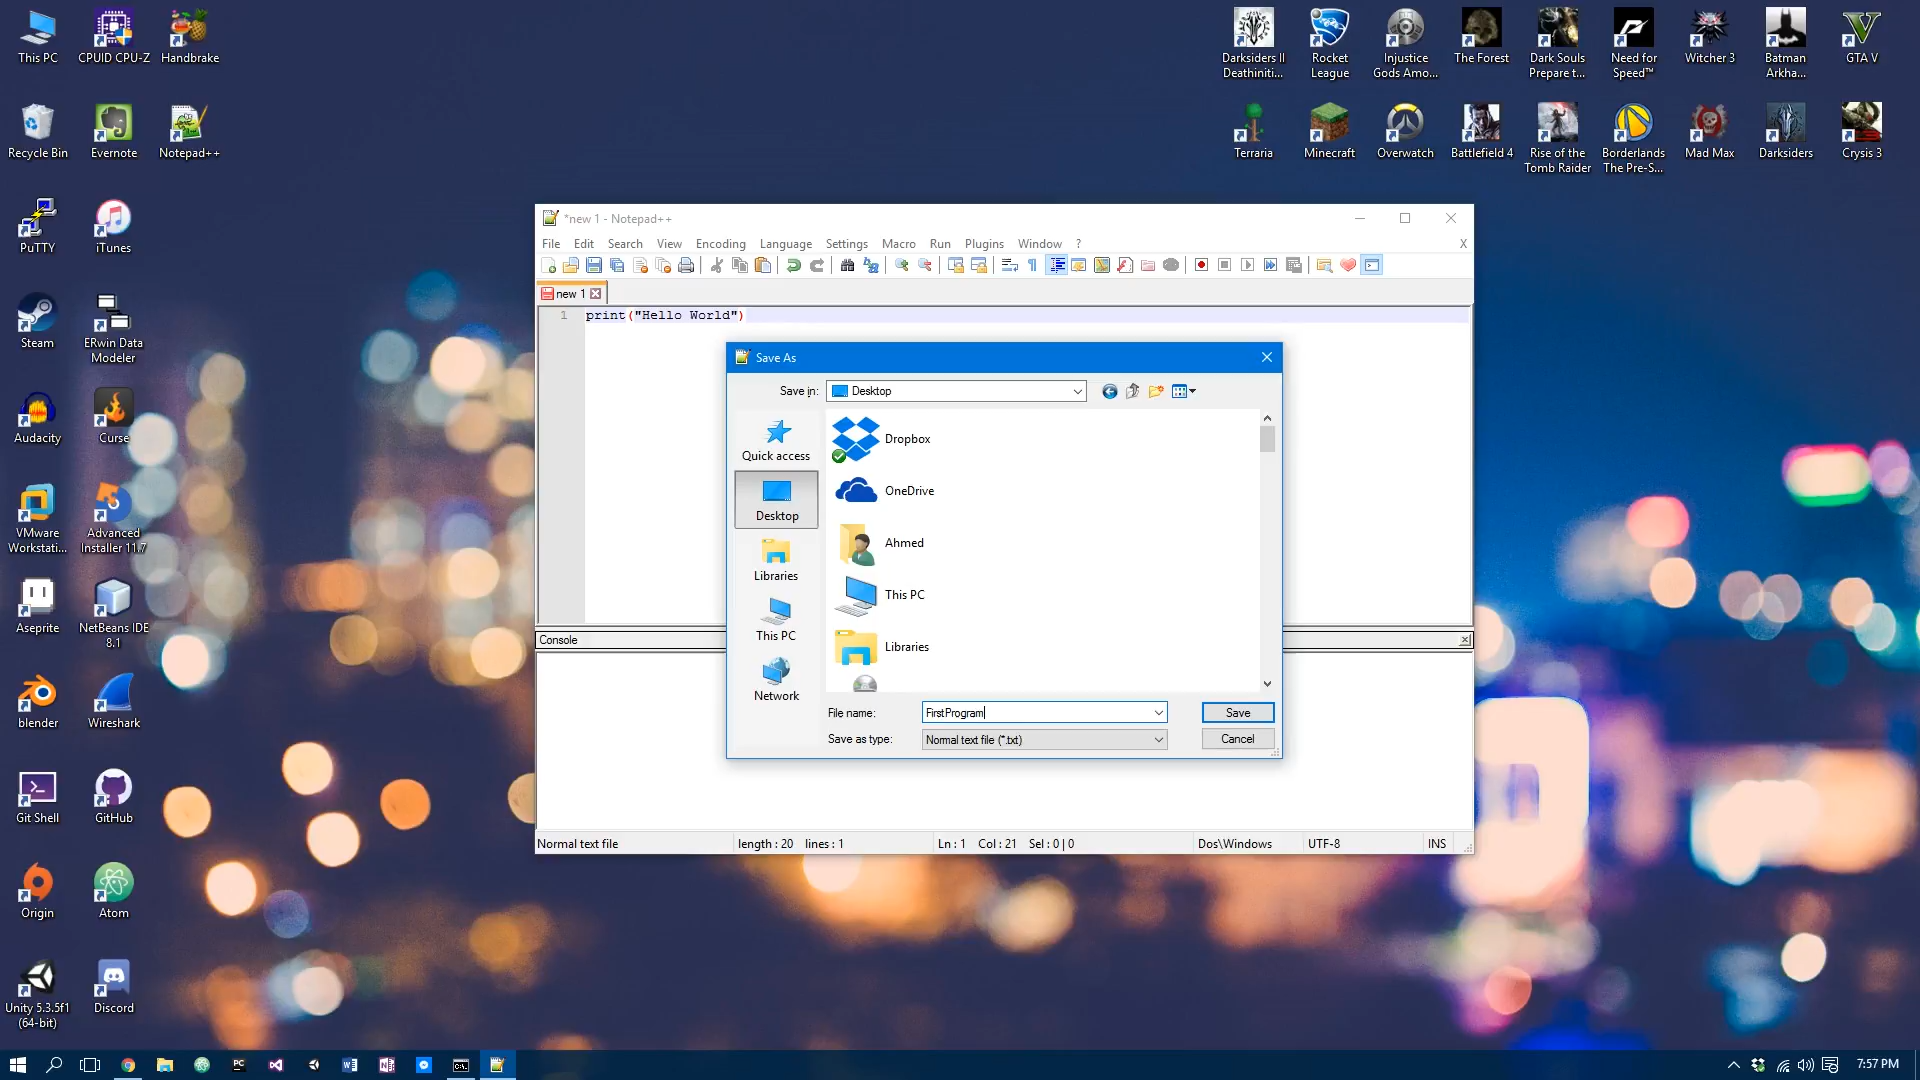 This PC
CPUID CPU-Z
Handbrake
Recycle Bin
Evernote
Notepad++
PuTTY
iTunes
Steam
ERwin Data
Modeler
Audacity
Curse
VMware
Workstati...
Advanced
Installer 11.7
Aseprite
NetBeans IDE
8.1
blender
Wireshark
Git Shell
GitHub
Origin
Atom
Unity 5.3.5f1
(64-bit)
Discord
Darksiders II
Deathiniti...
Rocket
League
Injustice
Gods Amo...
The Forest
Dark Souls
Prepare t...
Need for
Speed™
Witcher 3
Batman
Arkha...
GTA V
Terraria
Minecraft
Overwatch
Battlefield 4
Rise of the
Tomb Raider
Borderlands
The Pre-S...
Mad Max
Darksiders
Crysis 3
*new 1 - Notepad++
File Edit Search View Encoding Language Settings Macro Run Plugins Window ? X
new 1
1 print("Hello World")
Save As
Save in: Desktop
Quick access
Desktop
Libraries
This PC
Network
Dropbox
OneDrive
Ahmed
This PC
Libraries
File name: FirstProgram Save
Save as type: Normal text file (*.txt) Cancel
Console
Normal text file length : 20 lines : 1 Ln : 1 Col : 21 Sel : 0 | 0 Dos\Windows UTF-8 INS
7:57 PM